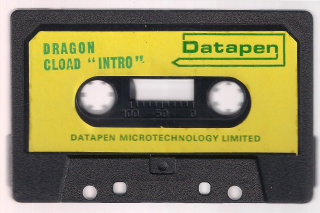 DRAGON
CLOAD "INTRO"
Datapen
100 50 0
DATAPEN MICROTECHNOLOGY LIMITED